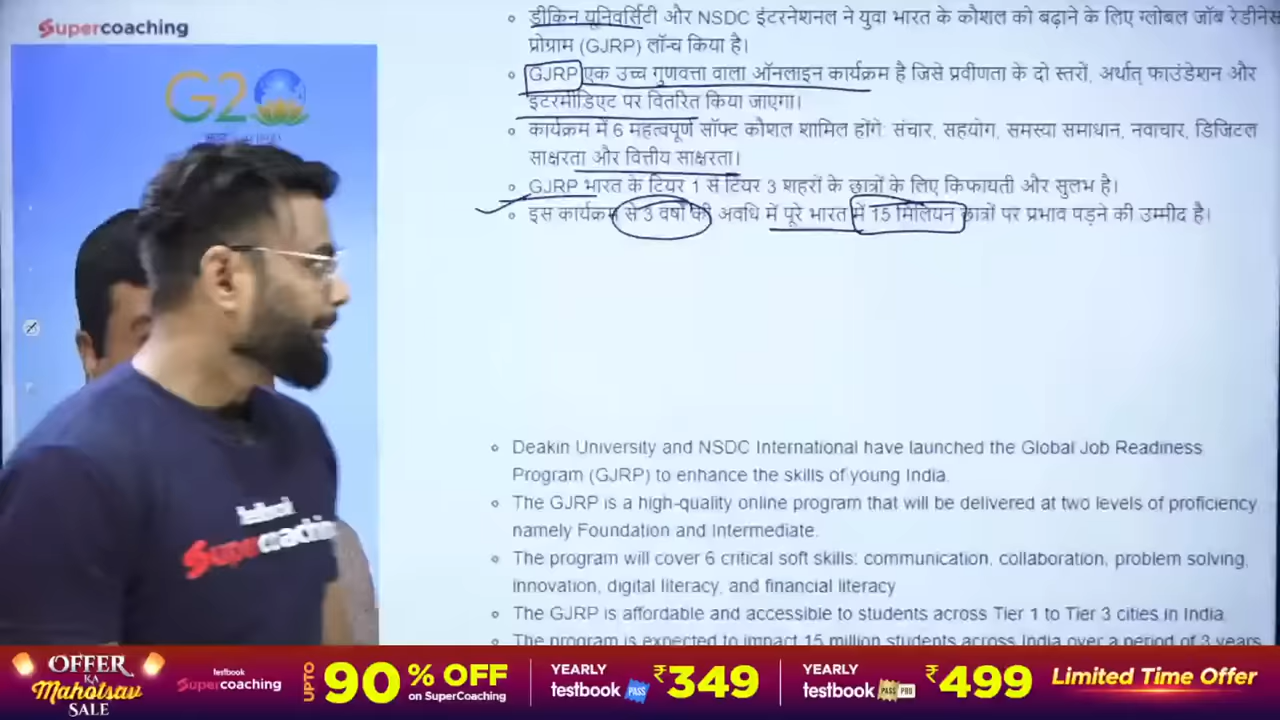 Supercoaching
डीकिन यूनिवर्सिटी और NSDC इंटरनेशनल ने युवा भारत के कौशल को बढ़ाने के लिए ग्लोबल जॉब रेडीनेस
प्रोग्राम (GJRP) लॉन्च किया है।
GJRP एक उच्च गुणवत्ता वाला ऑनलाइन कार्यक्रम है जिसे प्रवीणता के दो स्तरों, अर्थात् फाउंडेशन और
इंटरमीडिएट पर वितरित किया जाएगा।
कार्यक्रम में 6 महत्वपूर्ण सॉफ्ट कौशल शामिल होंगे: संचार, सहयोग, समस्या समाधान, नवाचार, डिजिटल
साक्षरता और वित्तीय साक्षरता।
GJRP भारत के टियर 1 से टियर 3 शहरों के छात्रों के लिए किफायती और सुलभ है।
इस कार्यक्रम से 3 वर्षों की अवधि में पूरे भारत में 15 मिलियन छात्रों पर प्रभाव पड़ने की उम्मीद है।
G20
Deakin University and NSDC International have launched the Global Job Readiness
Program (GJRP) to enhance the skills of young India.
The GJRP is a high-quality online program that will be delivered at two levels of proficiency
namely Foundation and Intermediate.
The program will cover 6 critical soft skills: communication, collaboration, problem solving,
innovation, digital literacy, and financial literacy
The GJRP is affordable and accessible to students across Tier 1 to Tier 3 cities in India.
The program is expected to impact 15 million students across India over a period of 3 years
testbook
Supercoaching
OFFER
KA
Mahotsav
SALE
testbook
Supercoaching
UPTO 90% OFF
on SuperCoaching
YEARLY
testbook PASS ₹349
YEARLY
testbook PASS PRO ₹499
Limited Time Offer